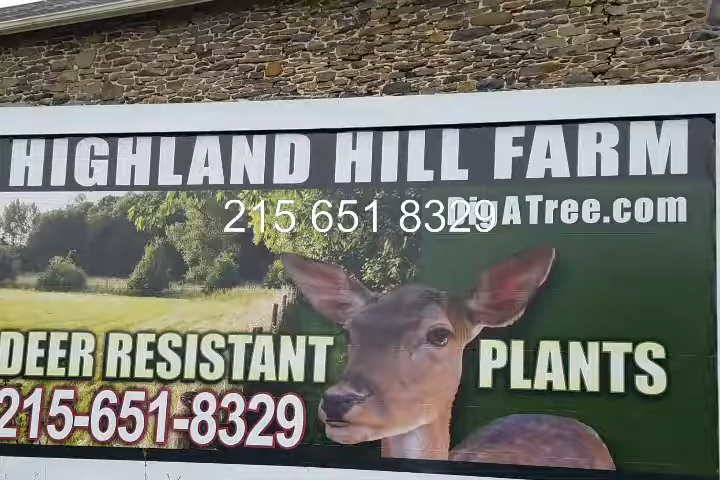 HIGHLAND HILL FARM
215 651 8329
DigATree.com
DEER RESISTANT PLANTS
215-651-8329